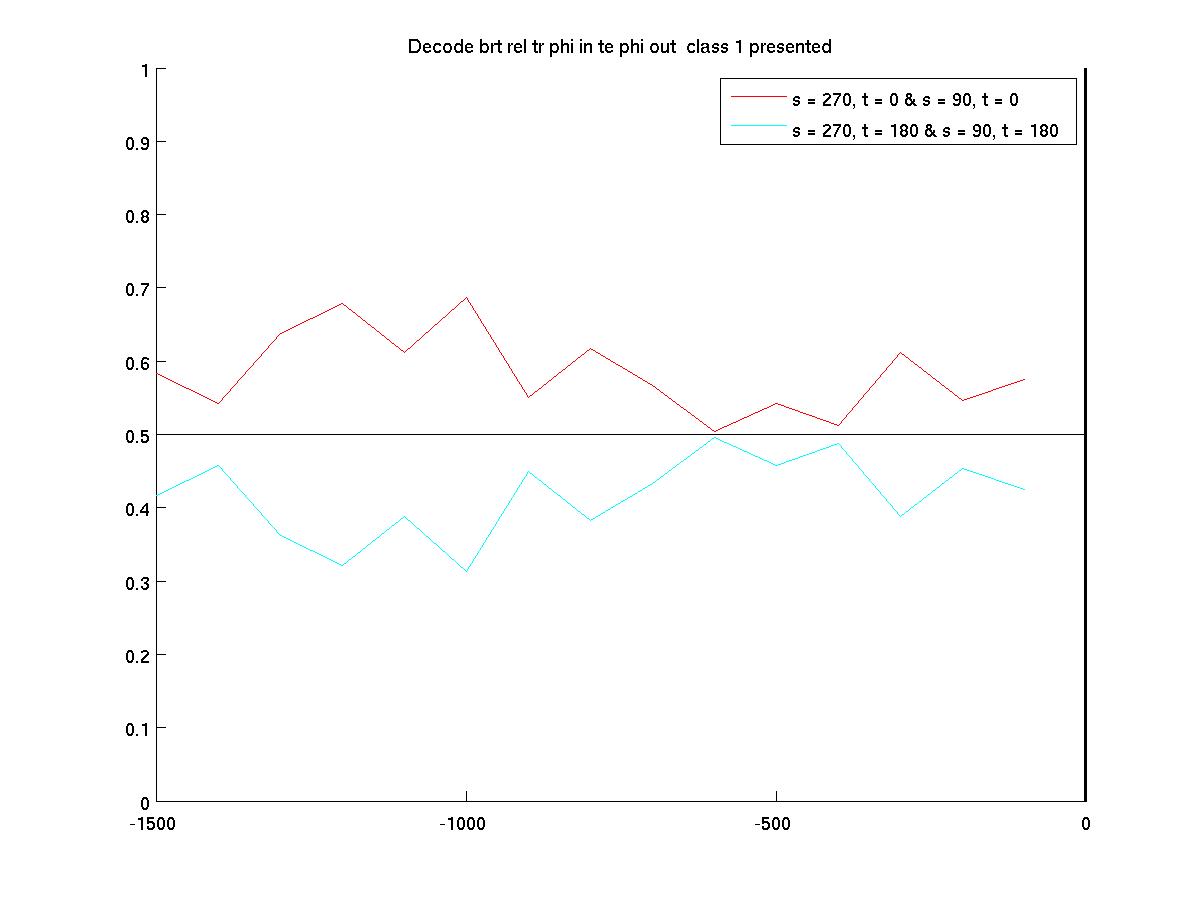 Decode brt rel tr phi in te phi out  class 1 presented
1
s = 270, t = 0 & s = 90, t = 0
s = 270, t = 180 & s = 90, t = 180
0.9
0.8
0.7
0.6
0.5
0.4
0.3
0.2
0.1
0
-1500 -1000 -500 0